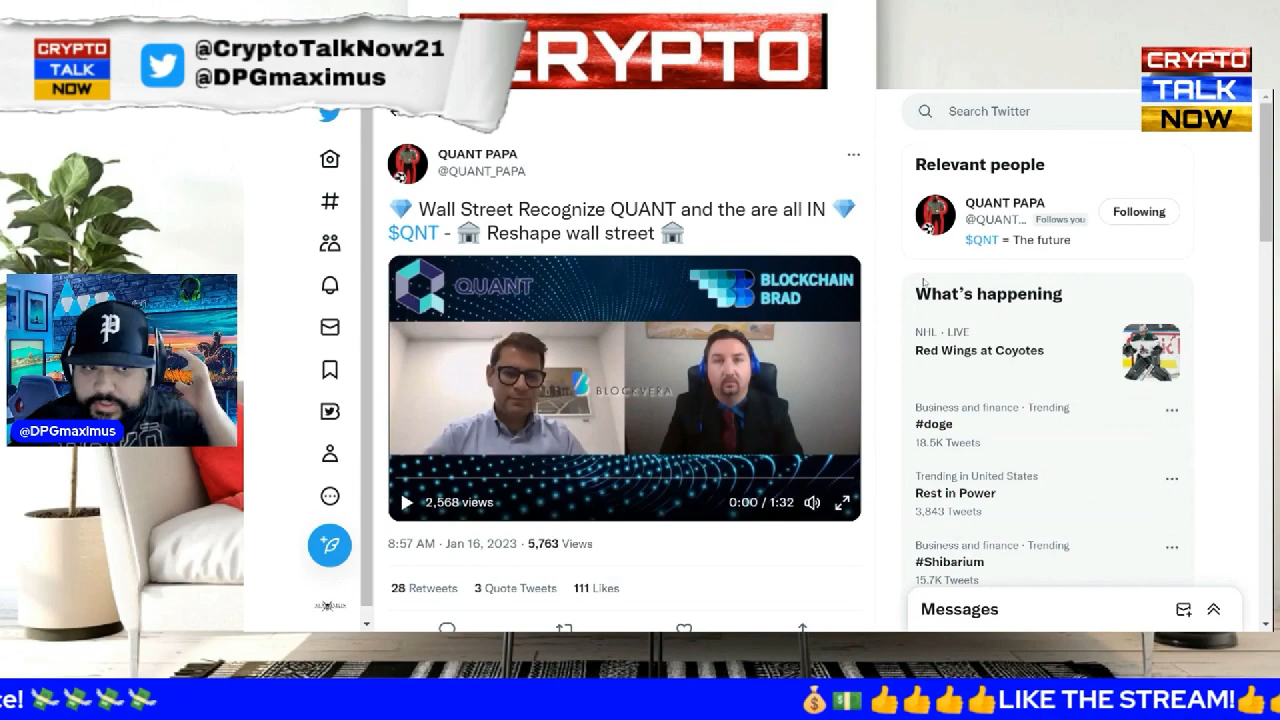 CRYPTO
TALK
NOW
@CryptoTalkNow21
@DPGmaximus
CRYPTO
CRYPTO
TALK
NOW
Search Twitter
QUANT PAPA
@QUANT_PAPA
💎 Wall Street Recognize QUANT and the are all IN 💎
$QNT - 🏛️ Reshape wall street 🏛️
QUANT
BLOCKCHAIN
BRAD
BLOCKVERA
2,568 views
0:00 / 1:32
8:57 AM · Jan 16, 2023 · 5,763 Views
28 Retweets 3 Quote Tweets 111 Likes
Relevant people
QUANT PAPA
@QUANT... Follows you
Following
$QNT = The future
What's happening
NHL · LIVE
Red Wings at Coyotes
Business and finance · Trending
#doge
18.5K Tweets
Trending in United States
Rest in Power
3,843 Tweets
Business and finance · Trending
#Shibarium
15.7K Tweets
Messages
P
@DPGmaximus
ce! 💸💸💸💸 💰💵 👍👍👍👍LIKE THE STREAM!👍